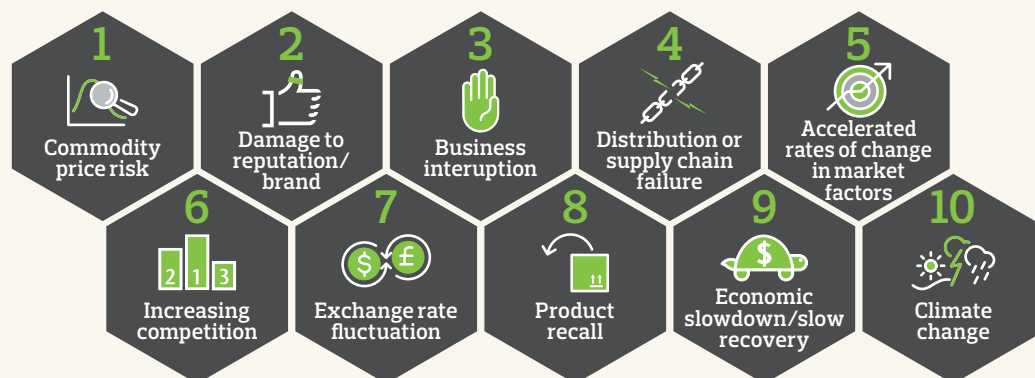 1
Commodity
price risk
2
Damage to
reputation/
brand
3
Business
interuption
4
Distribution or
supply chain
failure
5
Accelerated
rates of change
in market
factors
6
2 1 3
Increasing
competition
7
$ £
Exchange rate
fluctuation
8
Product
recall
9
$
Economic
slowdown/slow
recovery
10
Climate
change